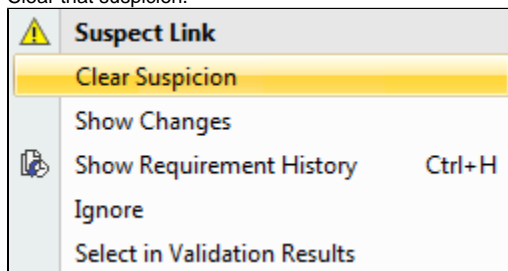 Clear that suspicion.
Suspect Link
Clear Suspicion
Show Changes
Show Requirement History Ctrl+H
Ignore
Select in Validation Results